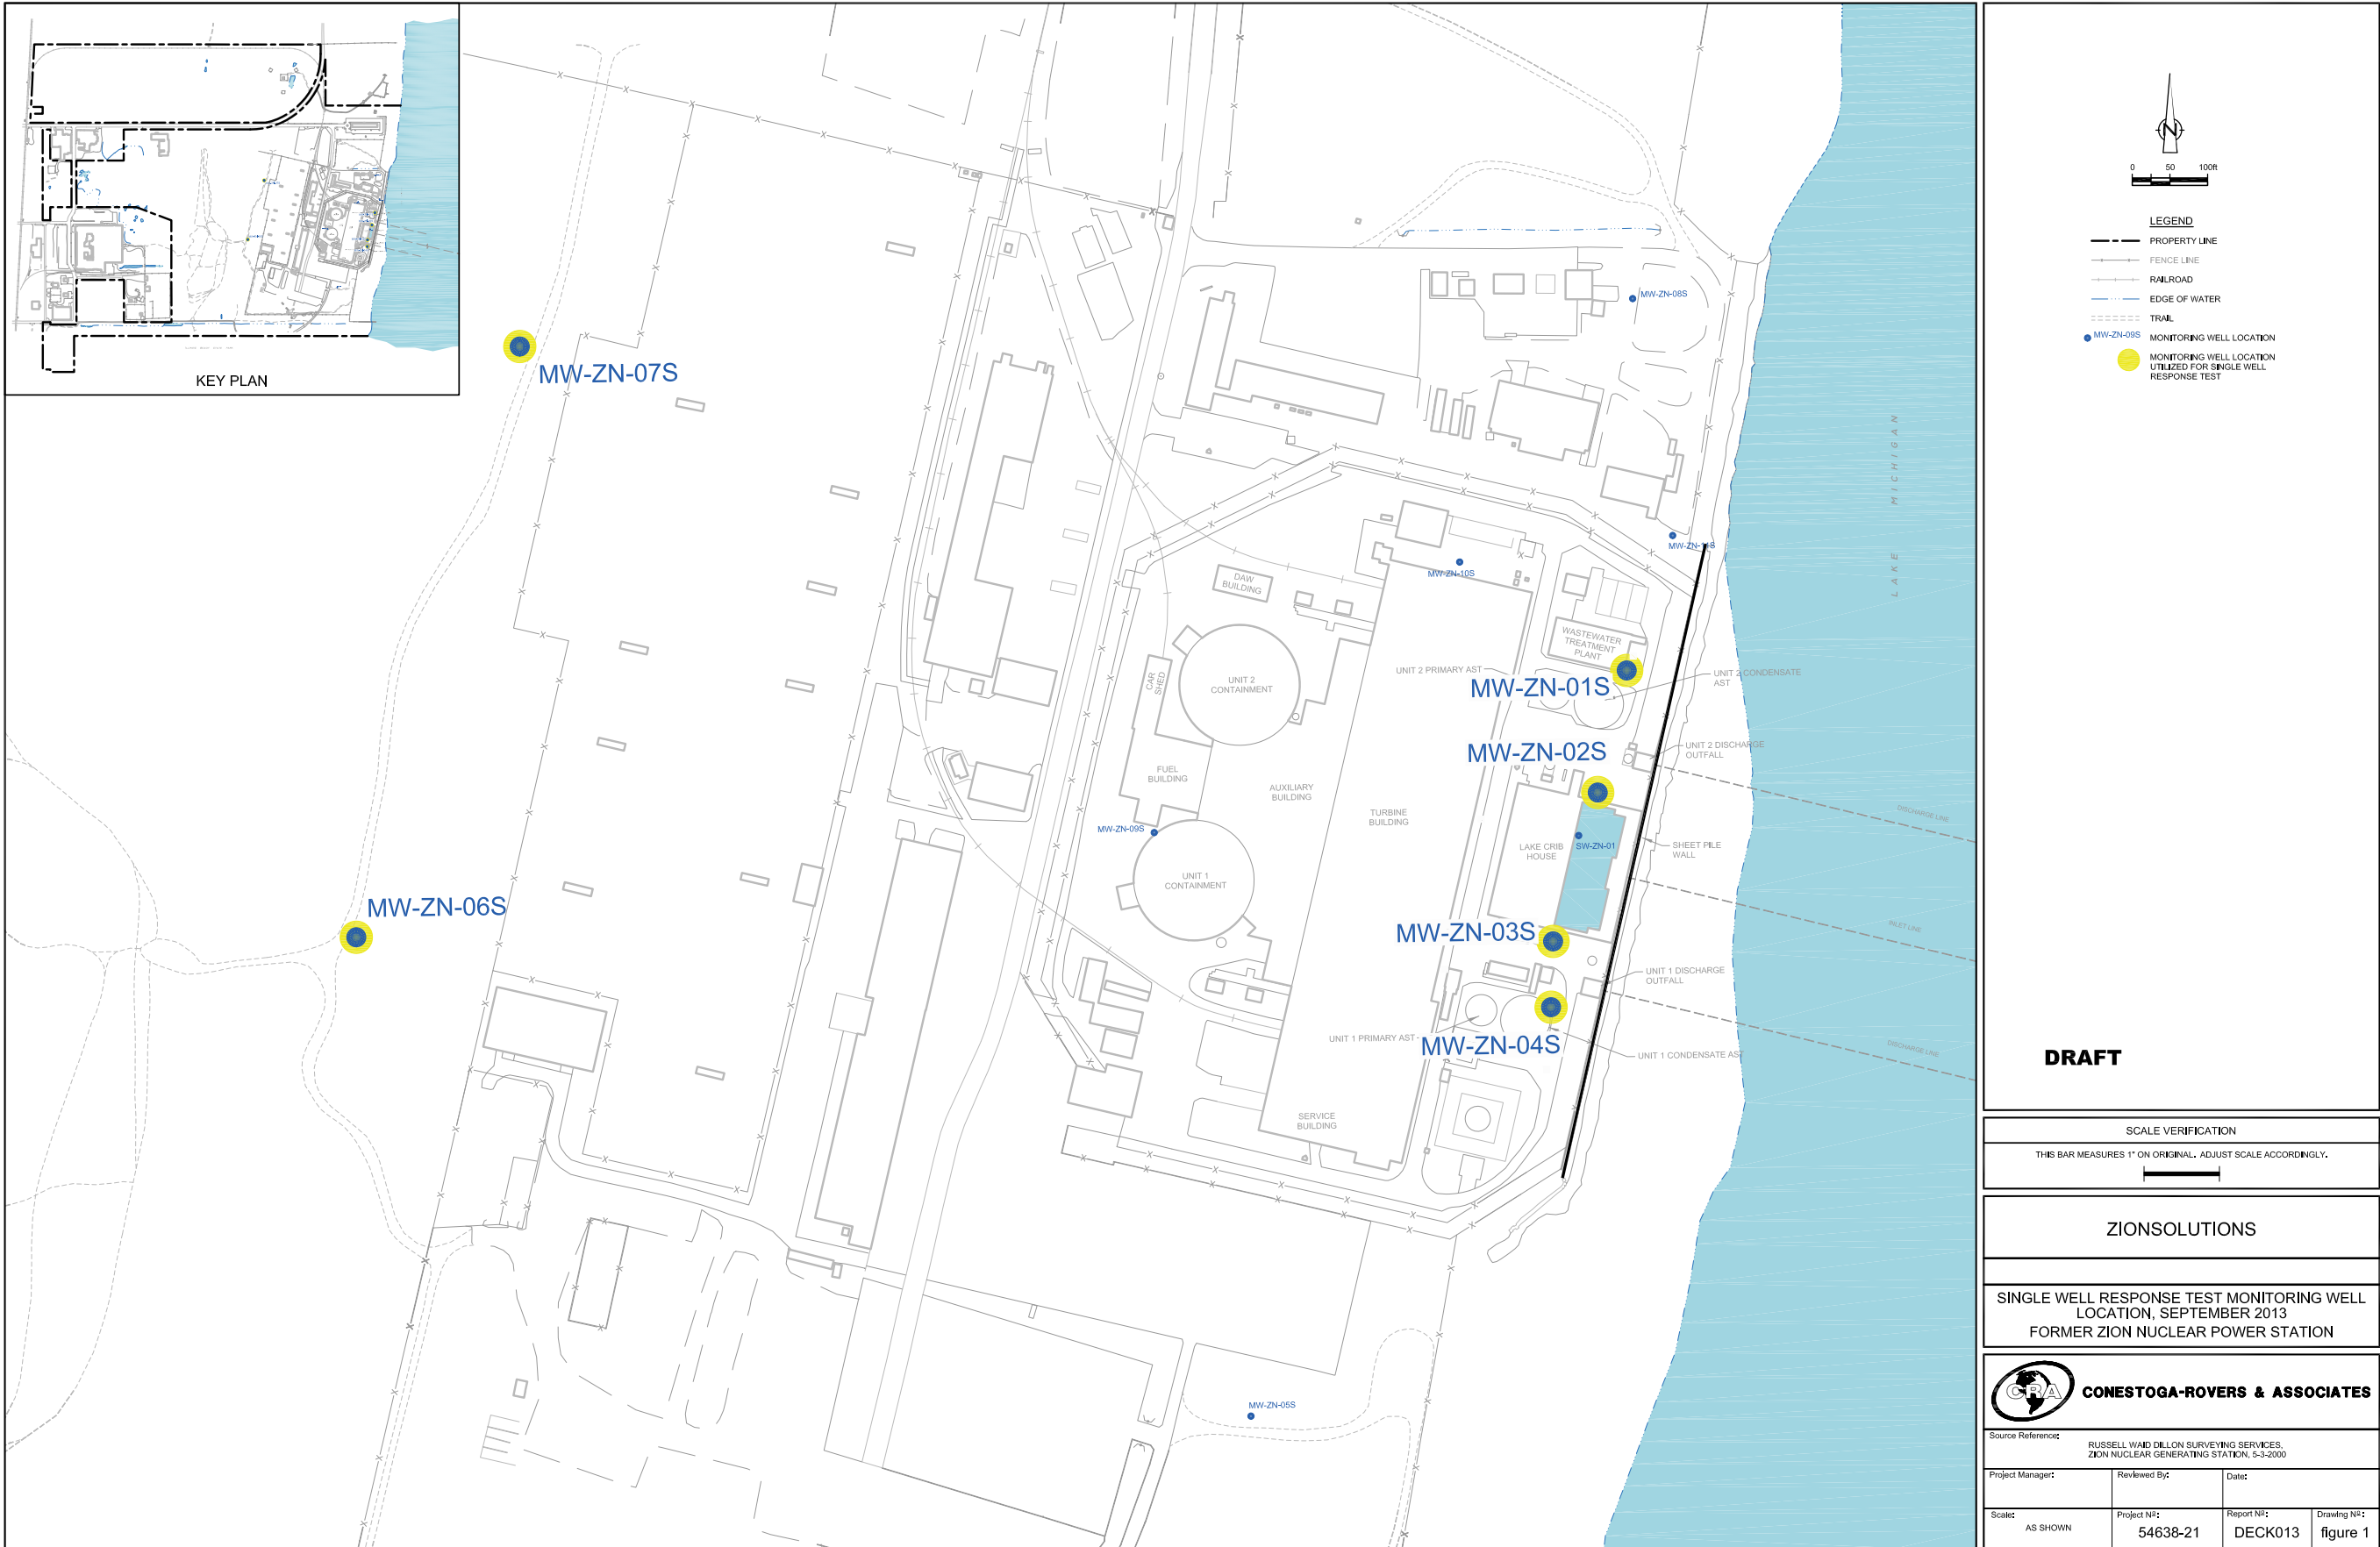 KEY PLAN
MW-ZN-07S
MW-ZN-08S
MW-ZN-11S
MW-ZN-10S
DAW
BUILDING
WASTEWATER
TREATMENT
PLANT
UNIT 2 PRIMARY AST
UNIT 2 CONDENSATE
AST
MW-ZN-01S
CAR
SHED
UNIT 2
CONTAINMENT
MW-ZN-02S
UNIT 2 DISCHARGE
OUTFALL
FUEL
BUILDING
AUXILIARY
BUILDING
TURBINE
BUILDING
DISCHARGE LINE
MW-ZN-09S
LAKE CRIB
HOUSE
SW-ZN-01
SHEET PILE
WALL
UNIT 1
CONTAINMENT
MW-ZN-06S
MW-ZN-03S
INLET LINE
UNIT 1 DISCHARGE
OUTFALL
UNIT 1 PRIMARY AST
MW-ZN-04S
UNIT 1 CONDENSATE AST
DISCHARGE LINE
SERVICE
BUILDING
MW-ZN-05S
LAKE MICHIGAN
N
0 50 100ft
LEGEND
PROPERTY LINE
FENCE LINE
RAILROAD
EDGE OF WATER
TRAIL
MW-ZN-09S MONITORING WELL LOCATION
MONITORING WELL LOCATION
UTILIZED FOR SINGLE WELL
RESPONSE TEST
DRAFT
SCALE VERIFICATION
THIS BAR MEASURES 1" ON ORIGINAL. ADJUST SCALE ACCORDINGLY.
ZIONSOLUTIONS
SINGLE WELL RESPONSE TEST MONITORING WELL
LOCATION, SEPTEMBER 2013
FORMER ZION NUCLEAR POWER STATION
CRA
CONESTOGA-ROVERS & ASSOCIATES
Source Reference:
RUSSELL WAID DILLON SURVEYING SERVICES,
ZION NUCLEAR GENERATING STATION, 5-3-2000
Project Manager: Reviewed By: Date:
Scale: Project Nº: Report Nº: Drawing Nº:
AS SHOWN 54638-21 DECK013 figure 1